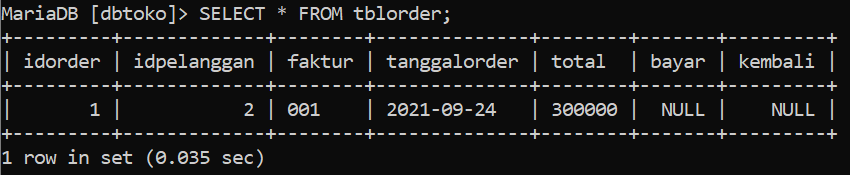 MariaDB [dbtoko]> SELECT * FROM tblorder;
+---------+-------------+--------+--------------+--------+-------+---------+
| idorder | idpelanggan | faktur | tanggalorder | total  | bayar | kembali |
+---------+-------------+--------+--------------+--------+-------+---------+
|       1 |           2 | 001    | 2021-09-24   | 300000 |  NULL |    NULL |
+---------+-------------+--------+--------------+--------+-------+---------+
1 row in set (0.035 sec)